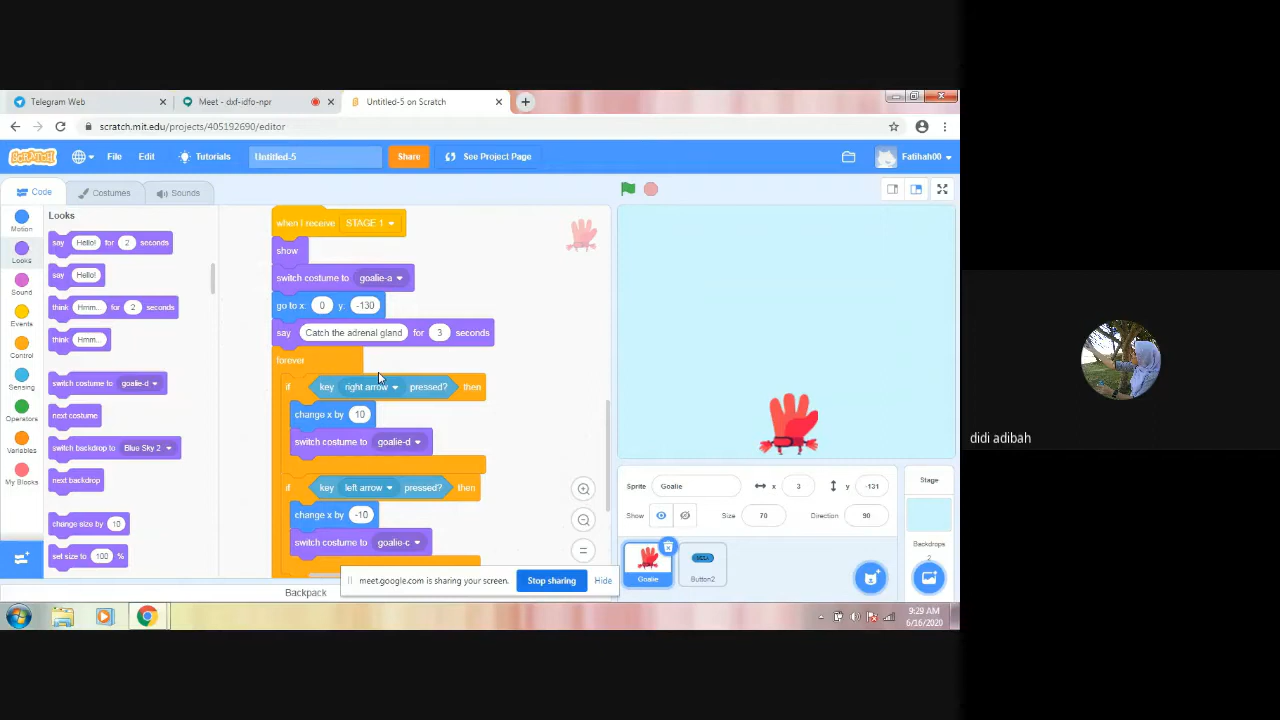 Telegram Web
Meet - dxf-idfo-npr
Untitled-5 on Scratch
scratch.mit.edu/projects/405192690/editor
SCRATCH
File
Edit
Tutorials
Untitled-5
Share
See Project Page
Fatihah00
Code
Costumes
Sounds
Motion
Looks
Sound
Events
Control
Sensing
Operators
Variables
My Blocks
Looks
say Hello! for 2 seconds
say Hello!
think Hmm... for 2 seconds
think Hmm...
switch costume to goalie-d
next costume
switch backdrop to Blue Sky 2
next backdrop
change size by 10
set size to 100 %
when I receive STAGE 1
show
switch costume to goalie-a
go to x: 0 y: -130
say Catch the adrenal gland for 3 seconds
forever
if key right arrow pressed? then
change x by 10
switch costume to goalie-d
if key left arrow pressed? then
change x by -10
switch costume to goalie-c
Backpack
meet.google.com is sharing your screen.
Stop sharing
Hide
Sprite Goalie x 3 y -131
Show Size 70 Direction 90
Goalie
Button2
Stage
Backdrops
2
9:29 AM
6/16/2020
didi adibah